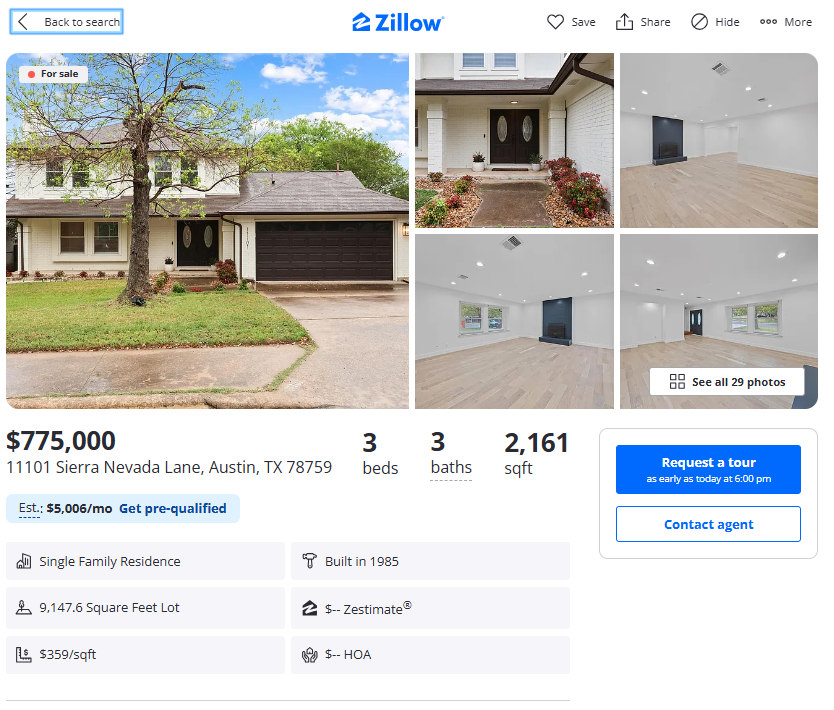 Back to search
Zillow
Save
Share
Hide
More
For sale
See all 29 photos
$775,000
11101 Sierra Nevada Lane, Austin, TX 78759
3
beds
3
baths
2,161
sqft
Est.: $5,006/mo Get pre-qualified
Request a tour
as early as today at 6:00 pm
Contact agent
Single Family Residence
Built in 1985
9,147.6 Square Feet Lot
$-- Zestimate®
$359/sqft
$-- HOA